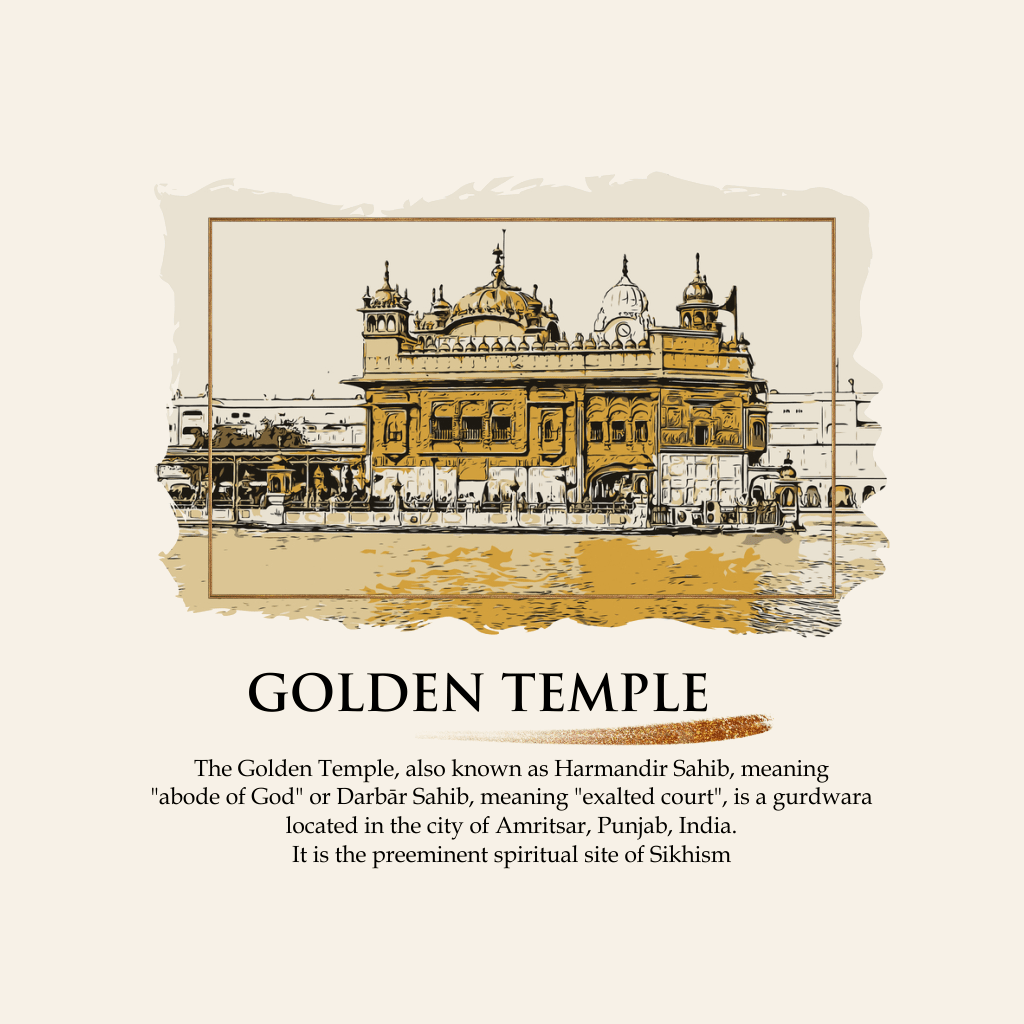 GOLDEN TEMPLE
The Golden Temple, also known as Harmandir Sahib, meaning
"abode of God" or Darbār Sahib, meaning "exalted court", is a gurdwara
located in the city of Amritsar, Punjab, India.
It is the preeminent spiritual site of Sikhism